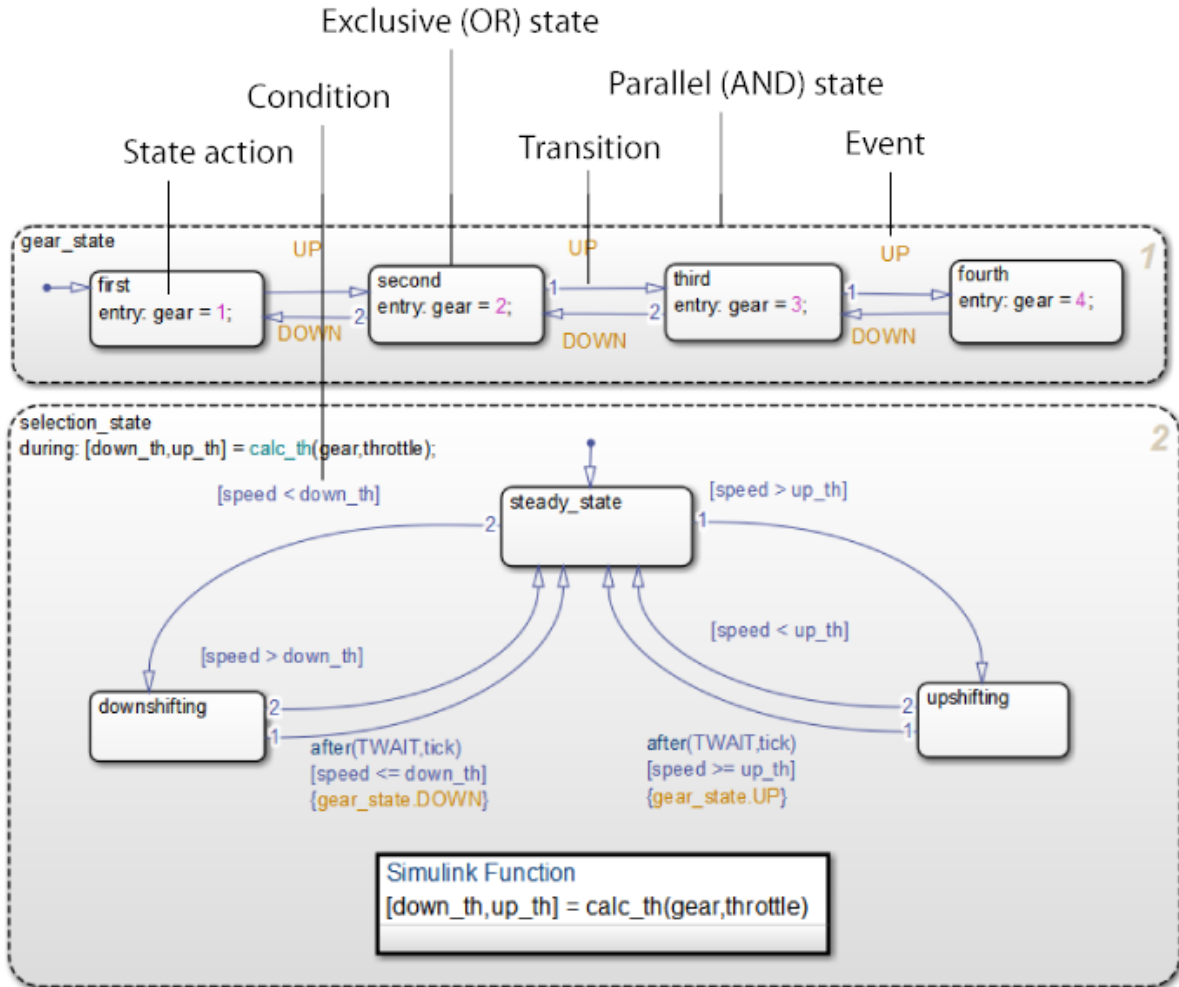 Exclusive (OR) state
Condition
Parallel (AND) state
State action
Transition
Event
gear_state
1
UP
UP
UP
first
entry: gear = 1;
second
entry: gear = 2;
third
entry: gear = 3;
fourth
entry: gear = 4;
1
2
1
2
1
DOWN
DOWN
DOWN
selection_state
during: [down_th,up_th] = calc_th(gear,throttle);
2
[speed < down_th]
steady_state
[speed > up_th]
2
1
[speed > down_th]
[speed < up_th]
downshifting
2
1
upshifting
2
1
after(TWAIT,tick)
[speed <= down_th]
{gear_state.DOWN}
after(TWAIT,tick)
[speed >= up_th]
{gear_state.UP}
Simulink Function
[down_th,up_th] = calc_th(gear,throttle)